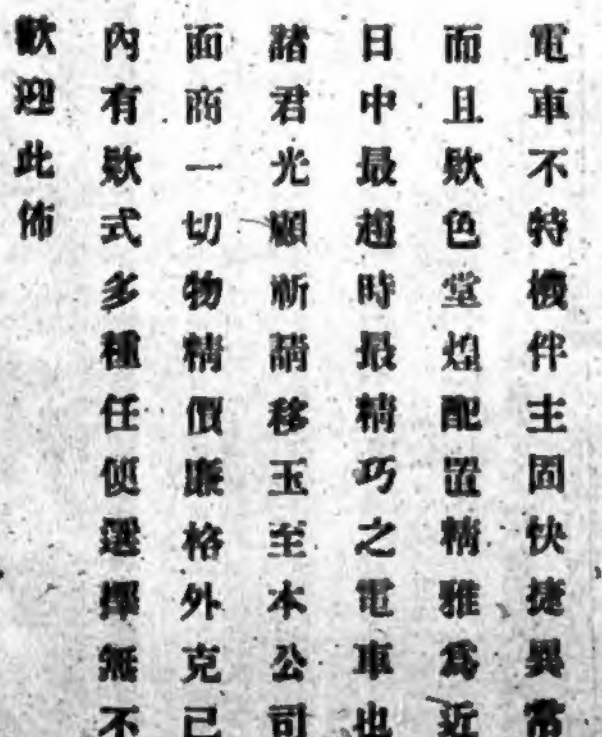 電車不特機件主固快捷異常
而且欵色堂煌配置精雅爲近
日中最趨時最精巧之電車也
諸君光顧祈請移玉至本公司
面商一切物精價廉格外克已
內有欵式多種任便選擇無不
歡迎此佈